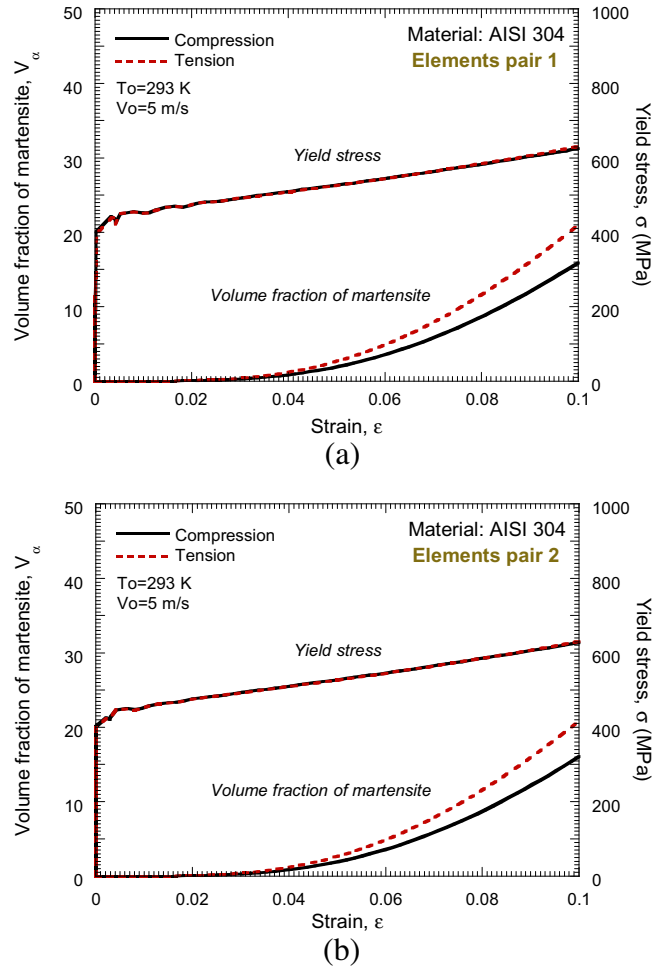 50
40
30
20
10
0
Volume fraction of martensite, V_α
Compression
Tension
To=293 K
Vo=5 m/s
Material: AISI 304
Elements pair 1
Yield stress
Volume fraction of martensite
1000
800
600
400
200
0
Yield stress, σ (MPa)
0 0.02 0.04 0.06 0.08 0.1
Strain, ε
(a)
50
40
30
20
10
0
Volume fraction of martensite, V_α
Compression
Tension
To=293 K
Vo=5 m/s
Material: AISI 304
Elements pair 2
Yield stress
Volume fraction of martensite
1000
800
600
400
200
0
Yield stress, σ (MPa)
0 0.02 0.04 0.06 0.08 0.1
Strain, ε
(b)